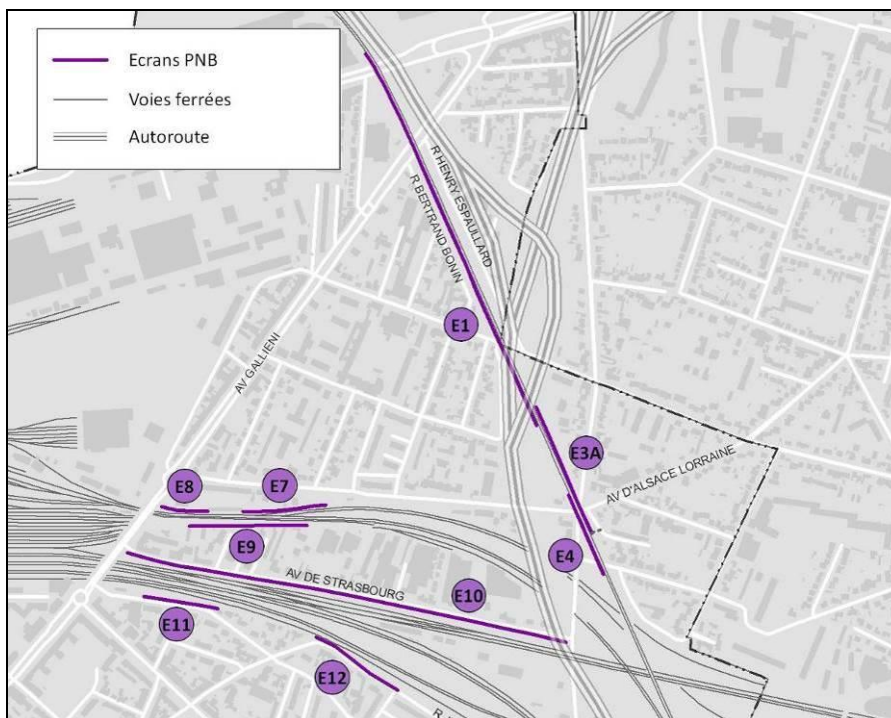 Ecrans PNB
Voies ferrées
Autoroute
R HENRY ESPAULLARD
R BERTRAND BONIN
E1
AV GALLIENI
E3A
AV D'ALSACE LORRAINE
E8
E7
E9
E4
AV DE STRASBOURG
E10
E11
E12